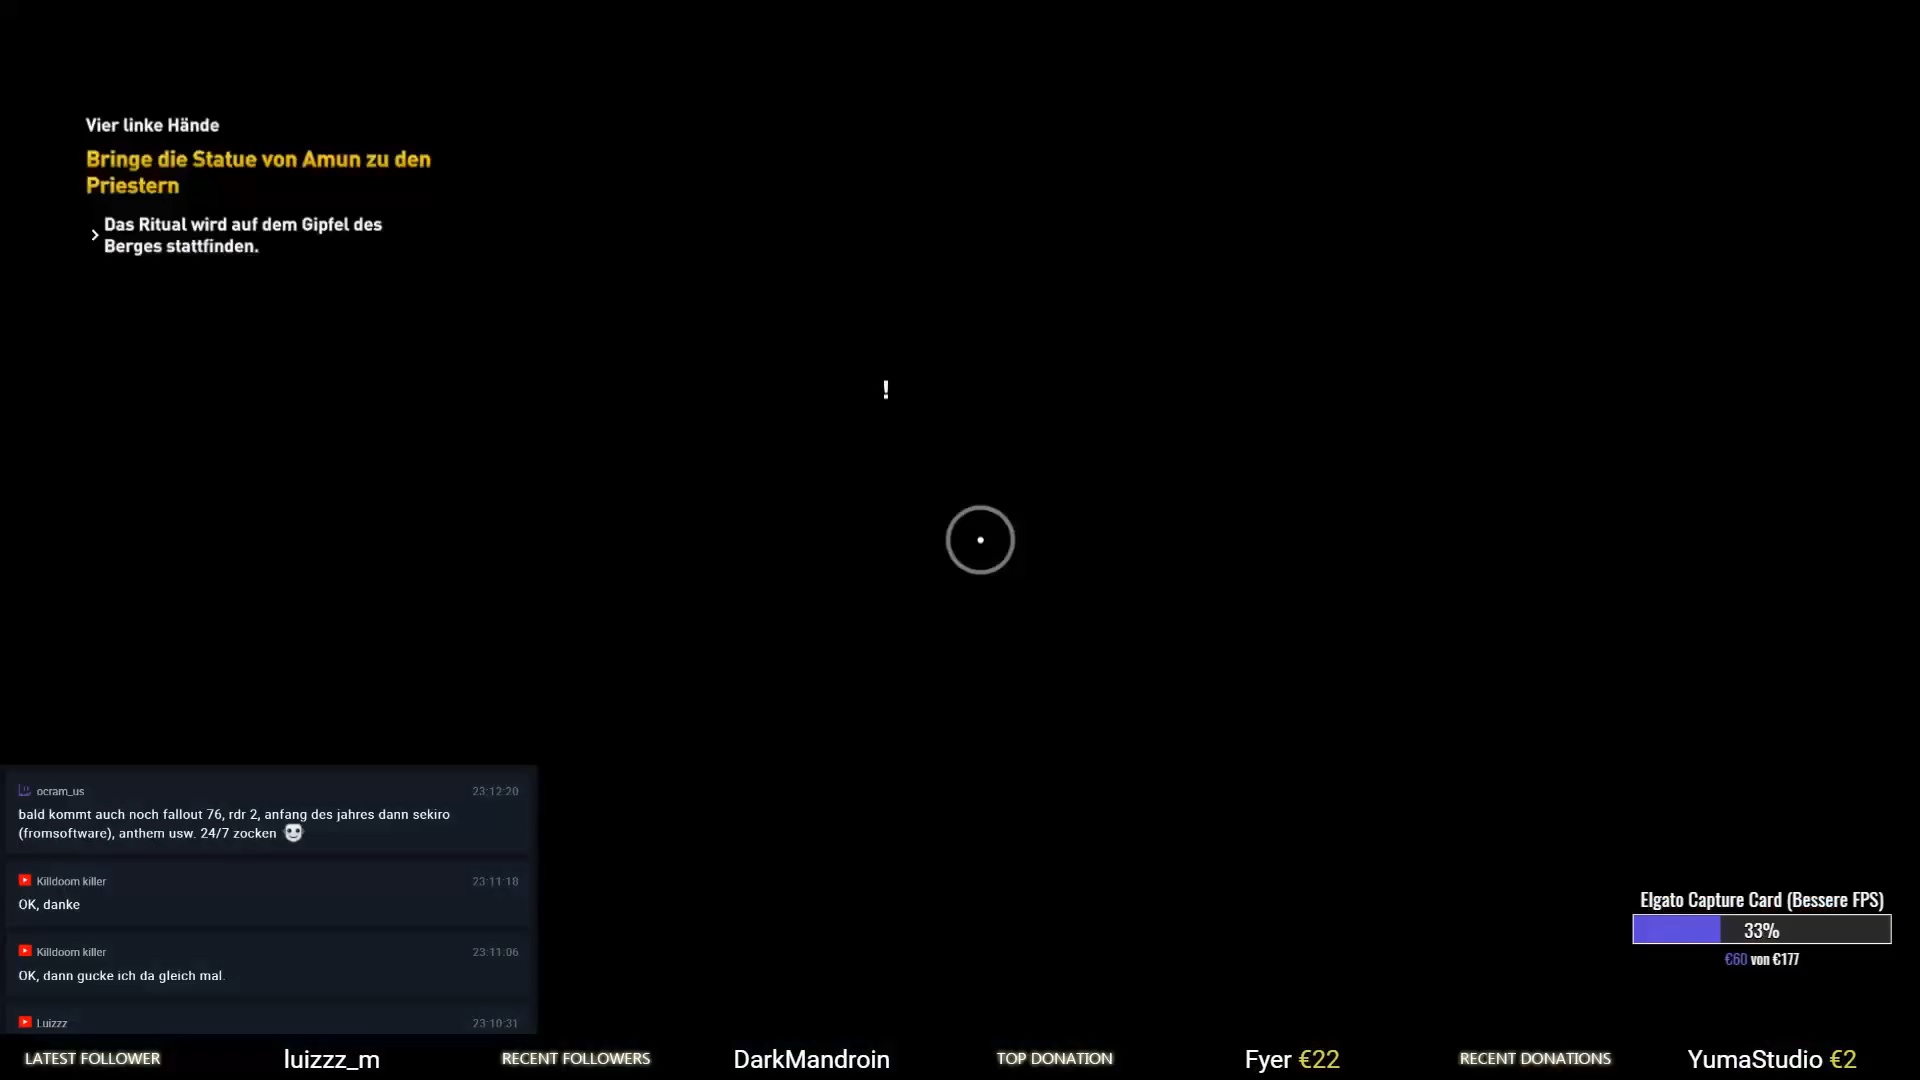 Vier linke Hände
Bringe die Statue von Amun zu den
Priestern
Das Ritual wird auf dem Gipfel des
Berges stattfinden.
!
ocram_us 23:12:20
bald kommt auch noch fallout 76, rdr 2, anfang des jahres dann sekiro
(fromsoftware), anthem usw. 24/7 zocken
Killdoom killer 23:11:18
OK, danke
Killdoom killer 23:11:06
OK, dann gucke ich da gleich mal.
Luizzz 23:10:31
Elgato Capture Card (Bessere FPS)
33%
€60 von €177
LATEST FOLLOWER luizzz_m RECENT FOLLOWERS DarkMandroin TOP DONATION Fyer €22 RECENT DONATIONS YumaStudio €2